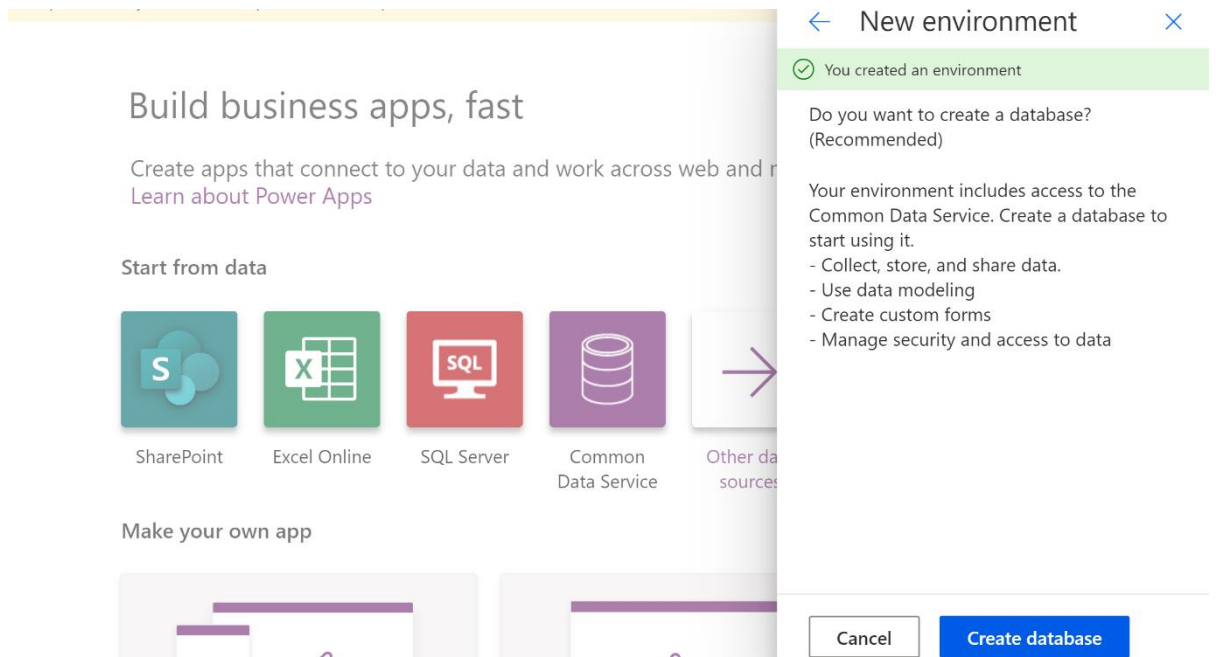 Build business apps, fast
Create apps that connect to your data and work across web and
Learn about Power Apps
Start from data
S
X
SQL
SharePoint
Excel Online
SQL Server
Common
Data Service
Other
sources
Make your own app
New environment
You created an environment
Do you want to create a database?
(Recommended)
Your environment includes access to the
Common Data Service. Create a database to
start using it.
- Collect, store, and share data.
- Use data modeling
- Create custom forms
- Manage security and access to data
Cancel
Create database